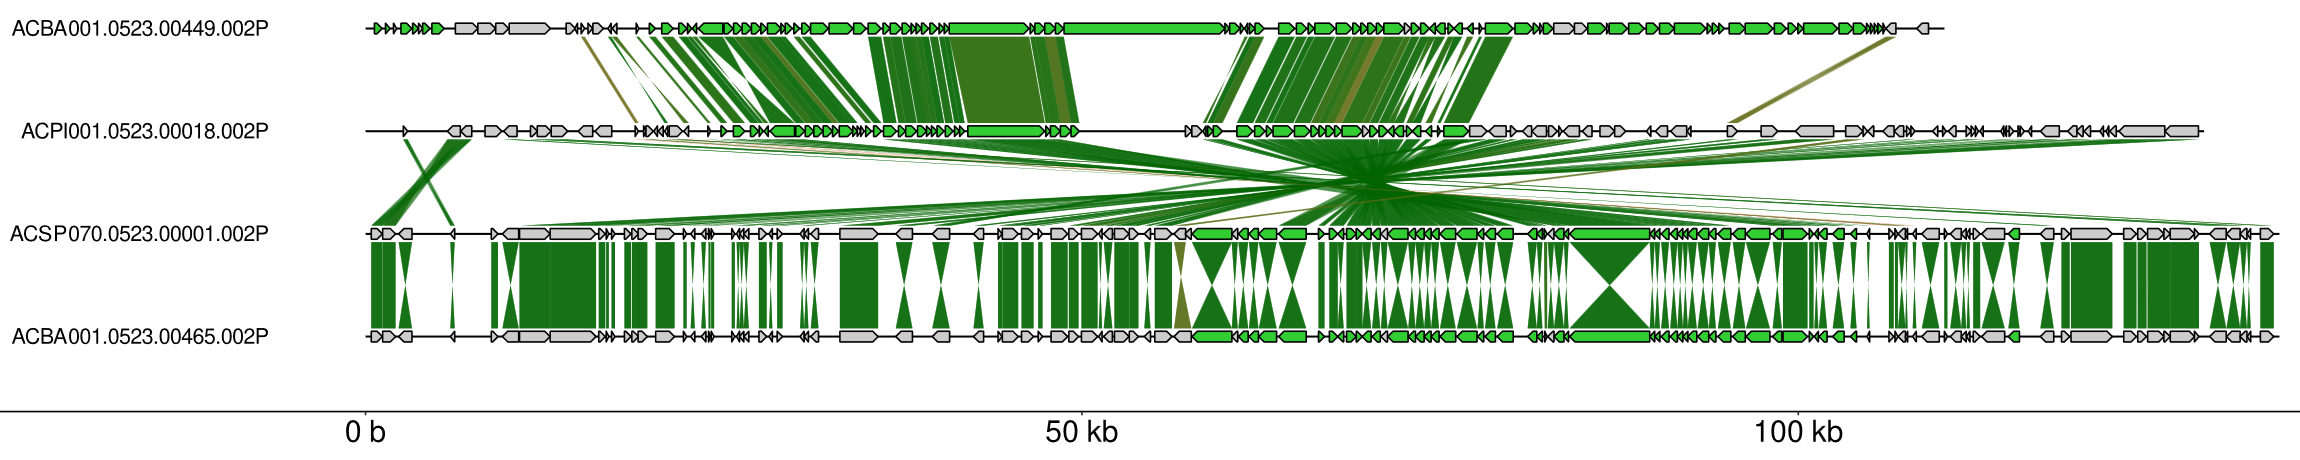 ACBA001.0523.00449.002P
ACPI001.0523.00018.002P
ACSP070.0523.00001.002P
ACBA001.0523.00465.002P
0 b 50 kb 100 kb